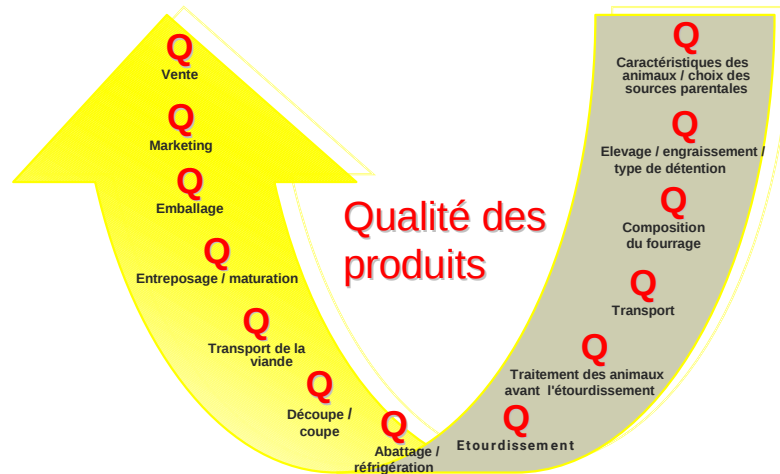 Q
Caractéristiques des
animaux / choix des
sources parentales
Q
Elevage / engraissement /
type de détention
Q
Composition
du fourrage
Q
Transport
Q
Traitement des animaux
avant l'étourdissement
Q
Etourdissement
Q
Abattage /
réfrigération
Q
Découpe /
coupe
Q
Transport de la
viande
Q
Entreposage / maturation
Q
Emballage
Q
Marketing
Q
Vente
Qualité des
produits